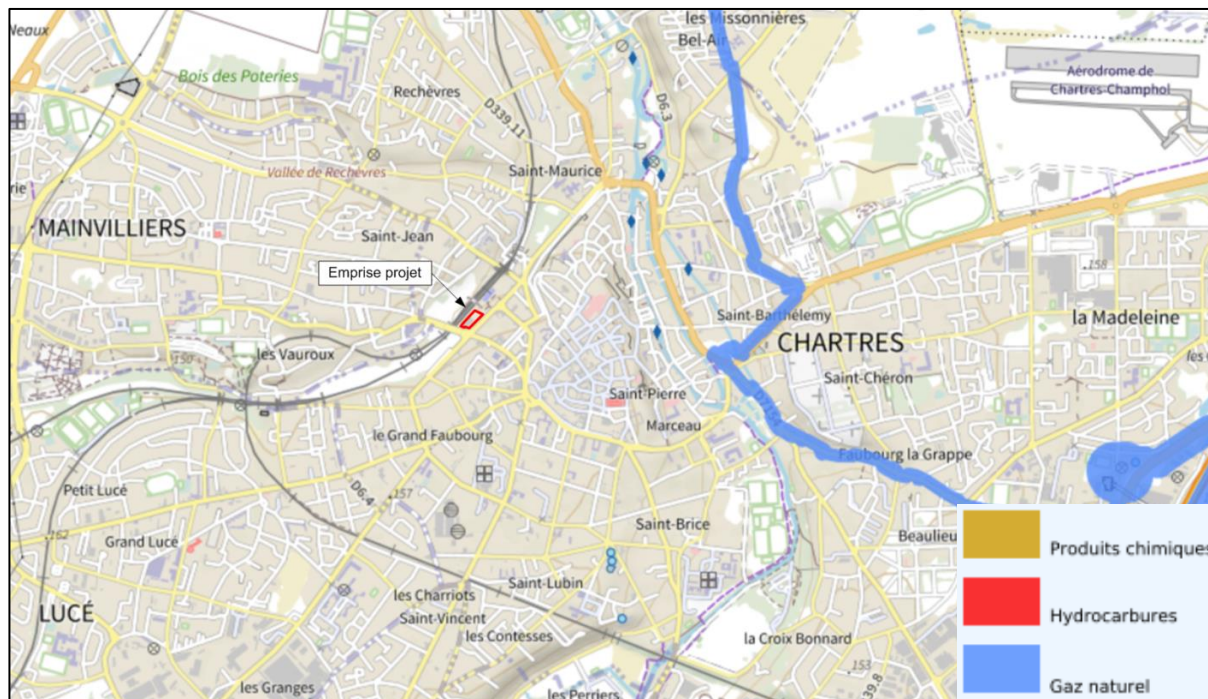 les Missonnières
Bel-Air
Neaux
Bois des Poteries
Rechèvres
D339.11
D6.3
Aérodrome de
Chartres-Champhol
Vallée de Rechèvres
Saint-Maurice
MAINVILLIERS
Saint-Jean
Emprise projet
158
Saint-Barthélemy
la Madeleine
CHARTRES
les Vauroux
150
Saint-Chéron
Saint-Pierre
Marceau
le Grand Faubourg
Faubourg la Grappe
Petit Lucé
D6.4
157
162
Grand Lucé
Saint-Brice
Beaulieu
Produits chimiques
Saint-Lubin
les Charriots
Saint-Vincent
LUCÉ
les Contesses
la Croix Bonnard
Hydrocarbures
153
les Granges
les Perriers
Gaz naturel